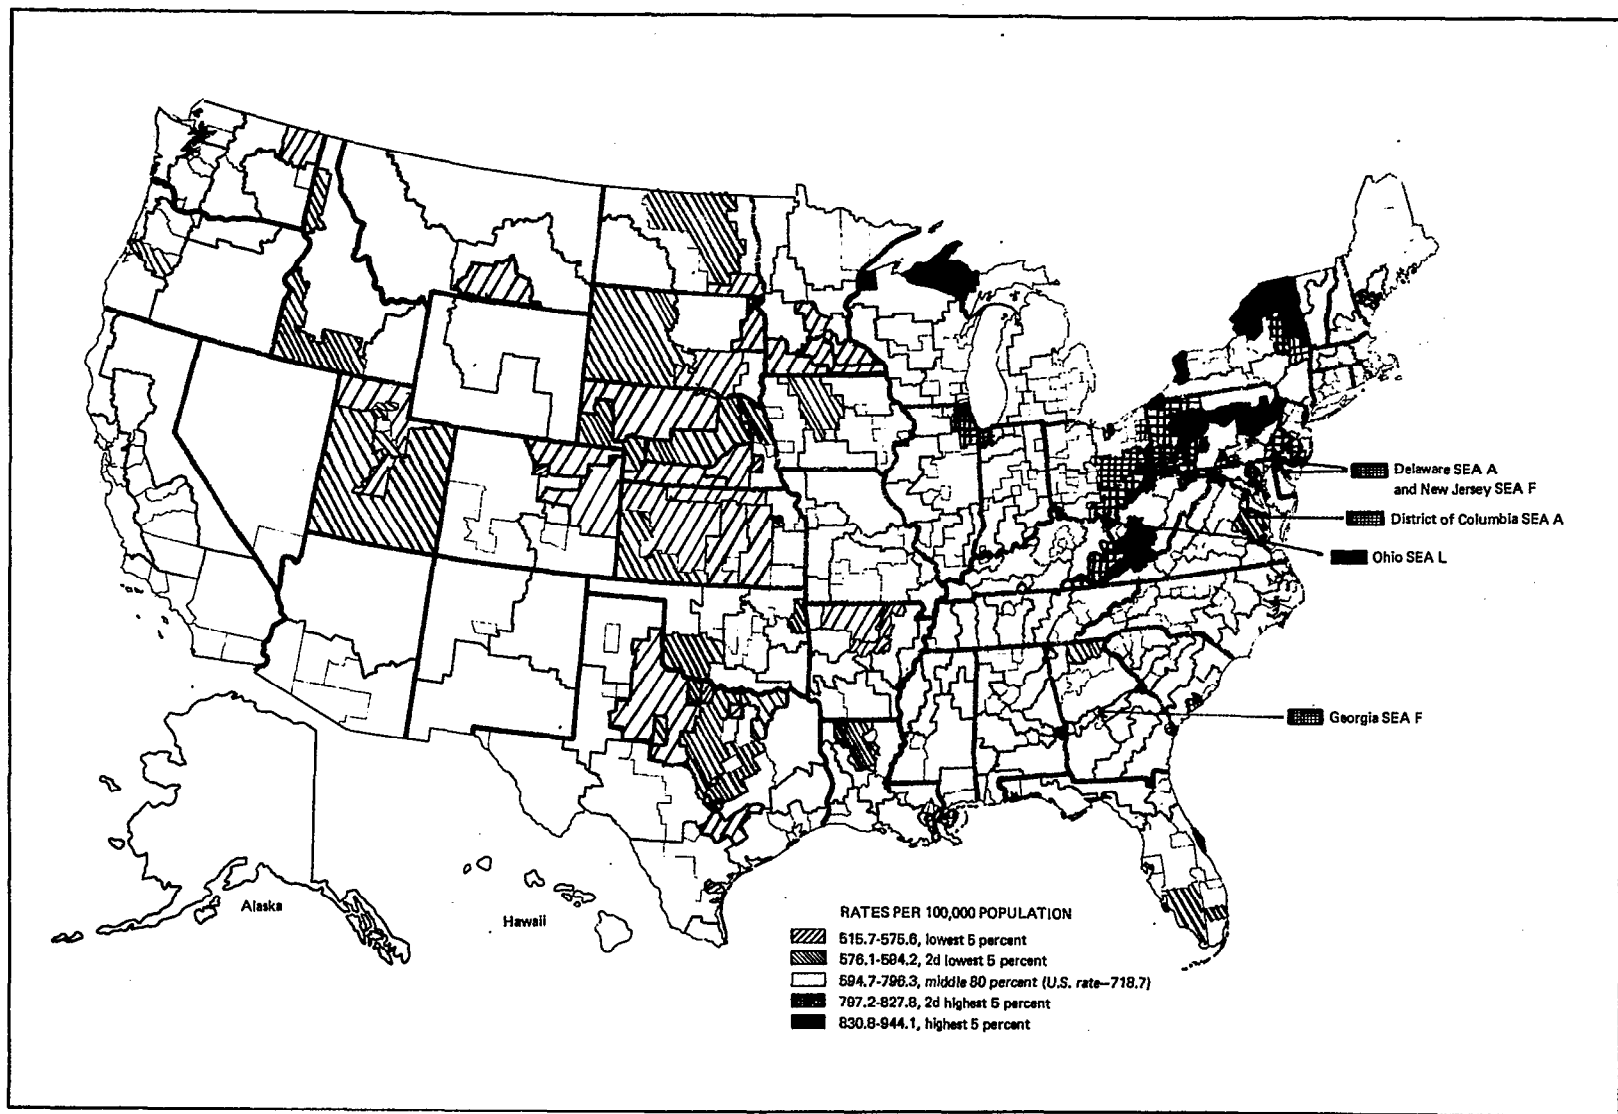 Delaware SEA A
and New Jersey SEA F
District of Columbia SEA A
Ohio SEA L
Georgia SEA F
Alaska
Hawaii
RATES PER 100,000 POPULATION
515.7-575.6, lowest 5 percent
576.1-594.2, 2d lowest 5 percent
594.7-796.3, middle 80 percent (U.S. rate—718.7)
797.2-827.8, 2d highest 5 percent
830.8-944.1, highest 5 percent